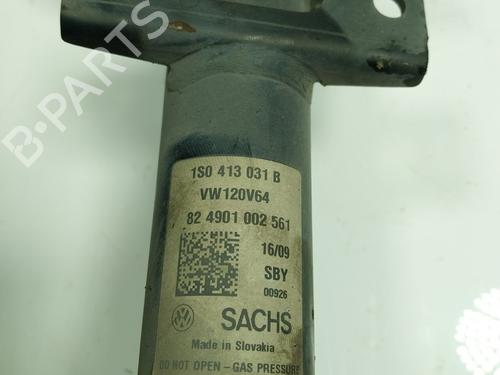 B-PARTS
1S0 413 031 B
VW120V64
82 4901 002 561
16/09
SBY
00926
SACHS
Made in Slovakia
DO NOT OPEN - GAS PRESSURE